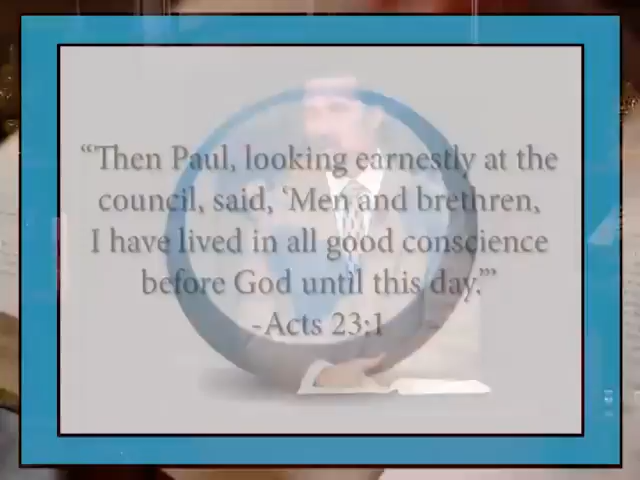 “Then Paul, looking earnestly at the
council, said, ‘Men and brethren,
I have lived in all good conscience
before God until this day.’”
-Acts 23:1